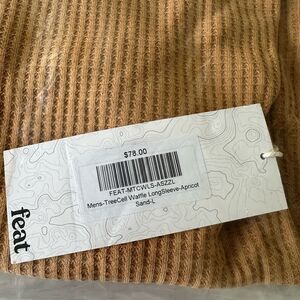 $78.00
FEAT-MTCWLS-ASZZL
Mens-TreeCell Waffle LongSleeve-Apricot
Sand-L
feat